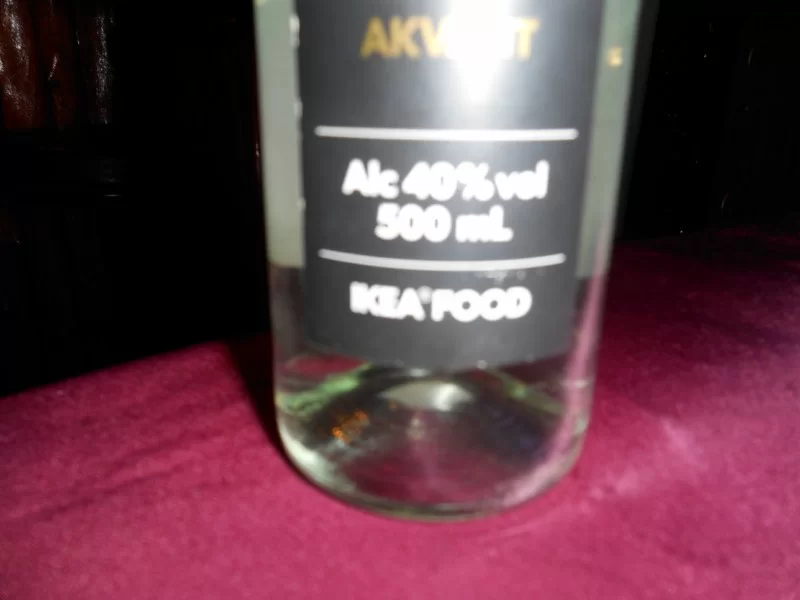 Alc 40% vol
500 mL
IKEA® FOOD